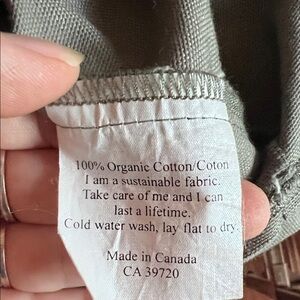 100% Organic Cotton/Coton
I am a sustainable fabric.
Take care of me and I can
last a lifetime.
Cold water wash, lay flat to dry.
Made in Canada
CA 39720